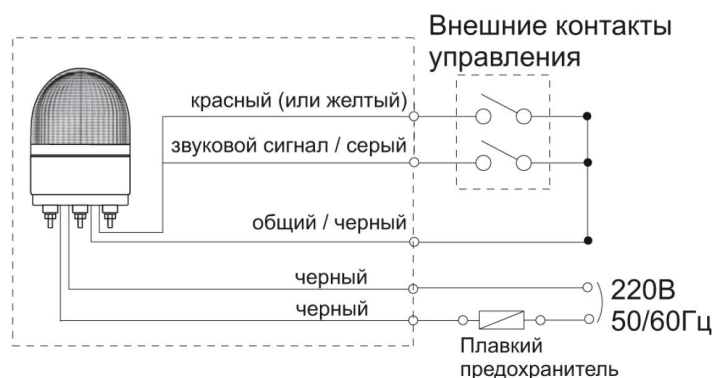 Внешние контакты
управления
красный (или желтый)
звуковой сигнал / серый
общий / черный
черный
черный
220В
50/60Гц
Плавкий
предохранитель